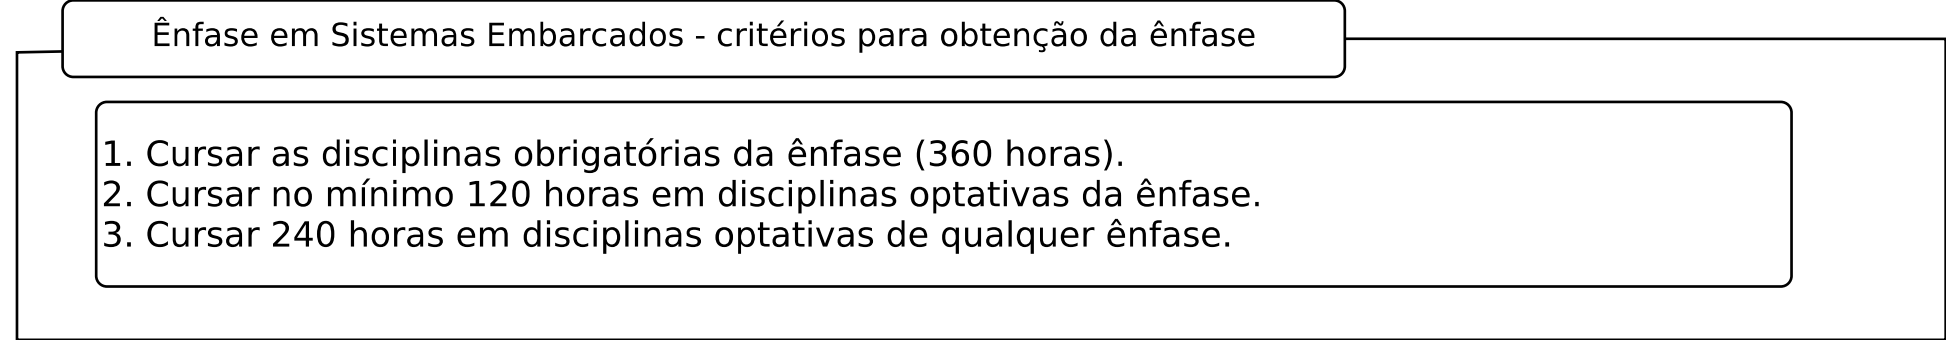 Ênfase em Sistemas Embarcados - critérios para obtenção da ênfase
1. Cursar as disciplinas obrigatórias da ênfase (360 horas).
2. Cursar no mínimo 120 horas em disciplinas optativas da ênfase.
3. Cursar 240 horas em disciplinas optativas de qualquer ênfase.